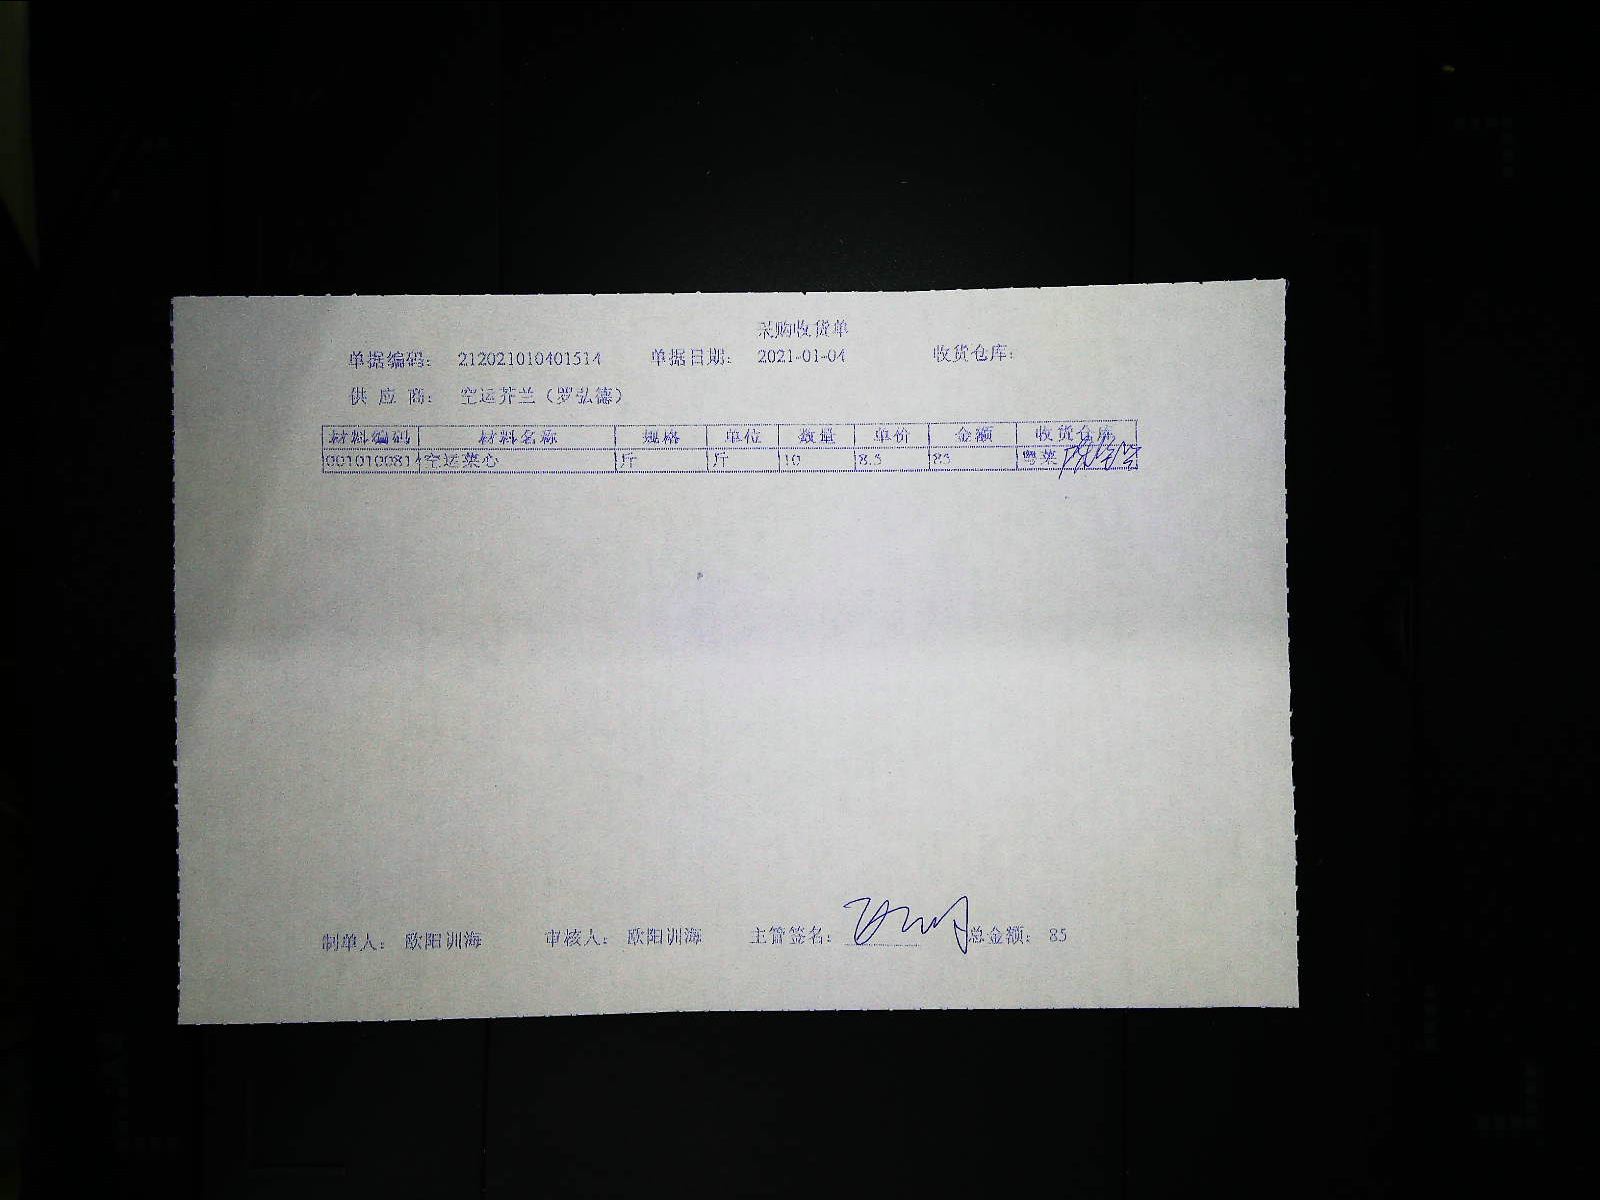 采购收货单
单据编码： 212021010401514 单据日期： 2021-01-04 收货仓库：
供 应 商： 空运芥兰（罗弘德）
材料编码 材料名称 规格 单位 数量 单价 金额 收货仓库
0010100814 空运菜心 斤 斤 10 8.5 85 粤菜
制单人： 欧阳训海 审核人： 欧阳训海 主管签名： 总金额： 85